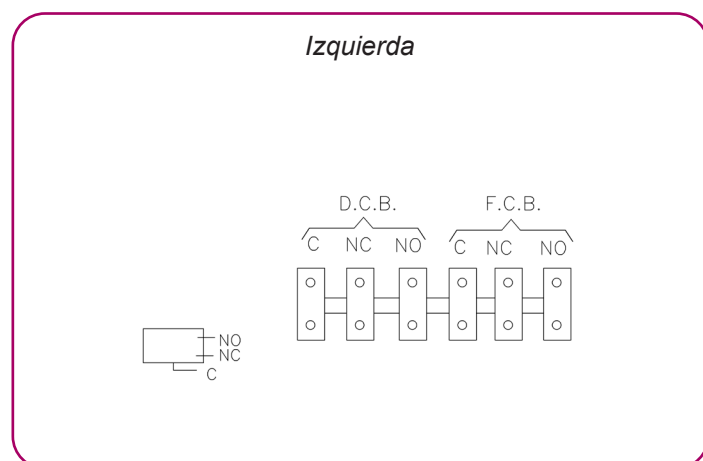 Izquierda
D.C.B. F.C.B.
C NC NO C NC NO
NO
NC
C